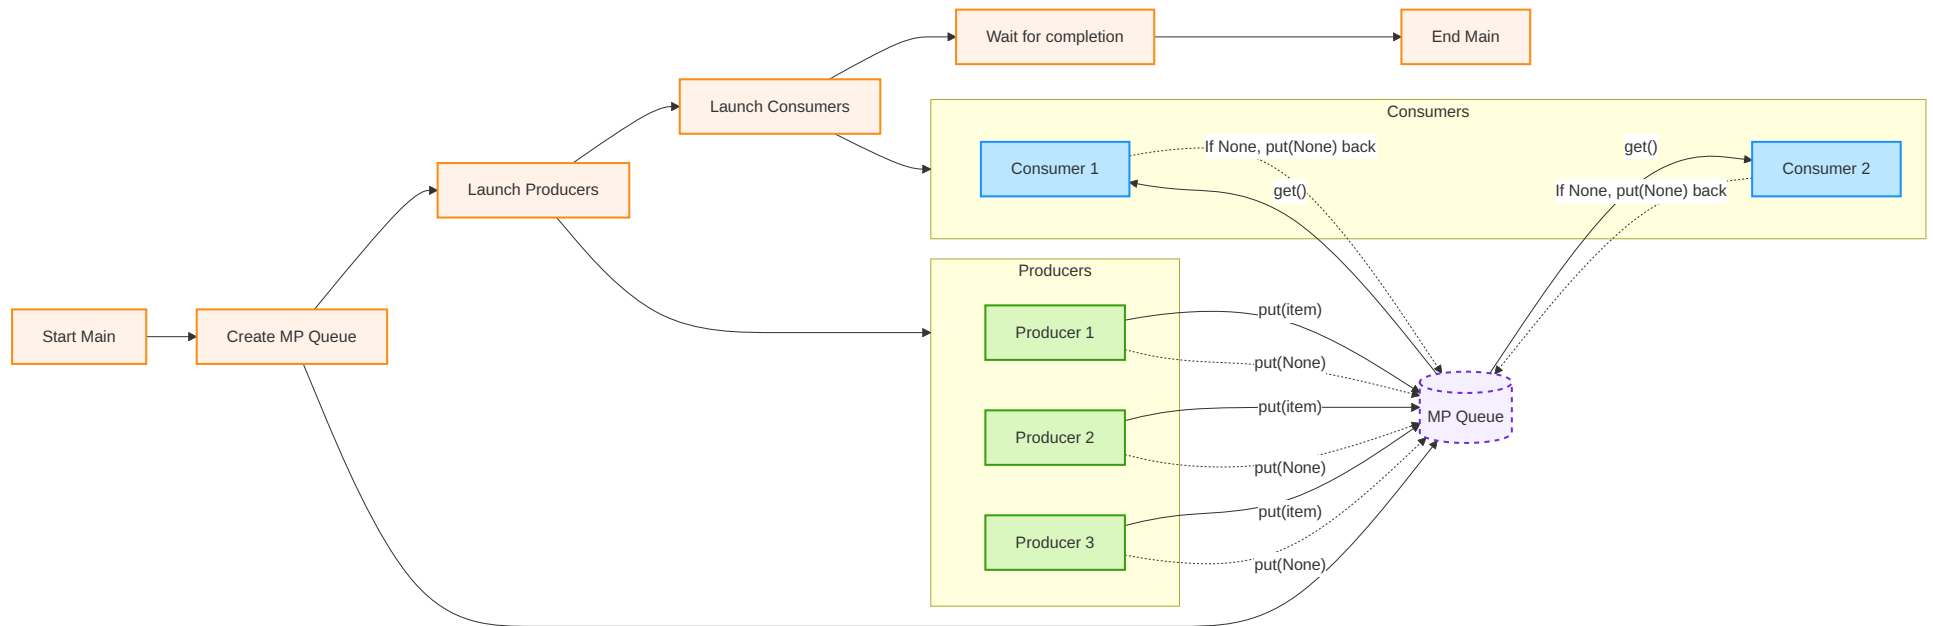 Wait for completion
End Main
Launch Consumers
Consumers
If None, put(None) back
get()
Consumer 1
Consumer 2
get()
If None, put(None) back
Launch Producers
Producers
Start Main
Create MP Queue
Producer 1
put(item)
put(None)
Producer 2
put(item)
MP Queue
put(None)
Producer 3
put(item)
put(None)